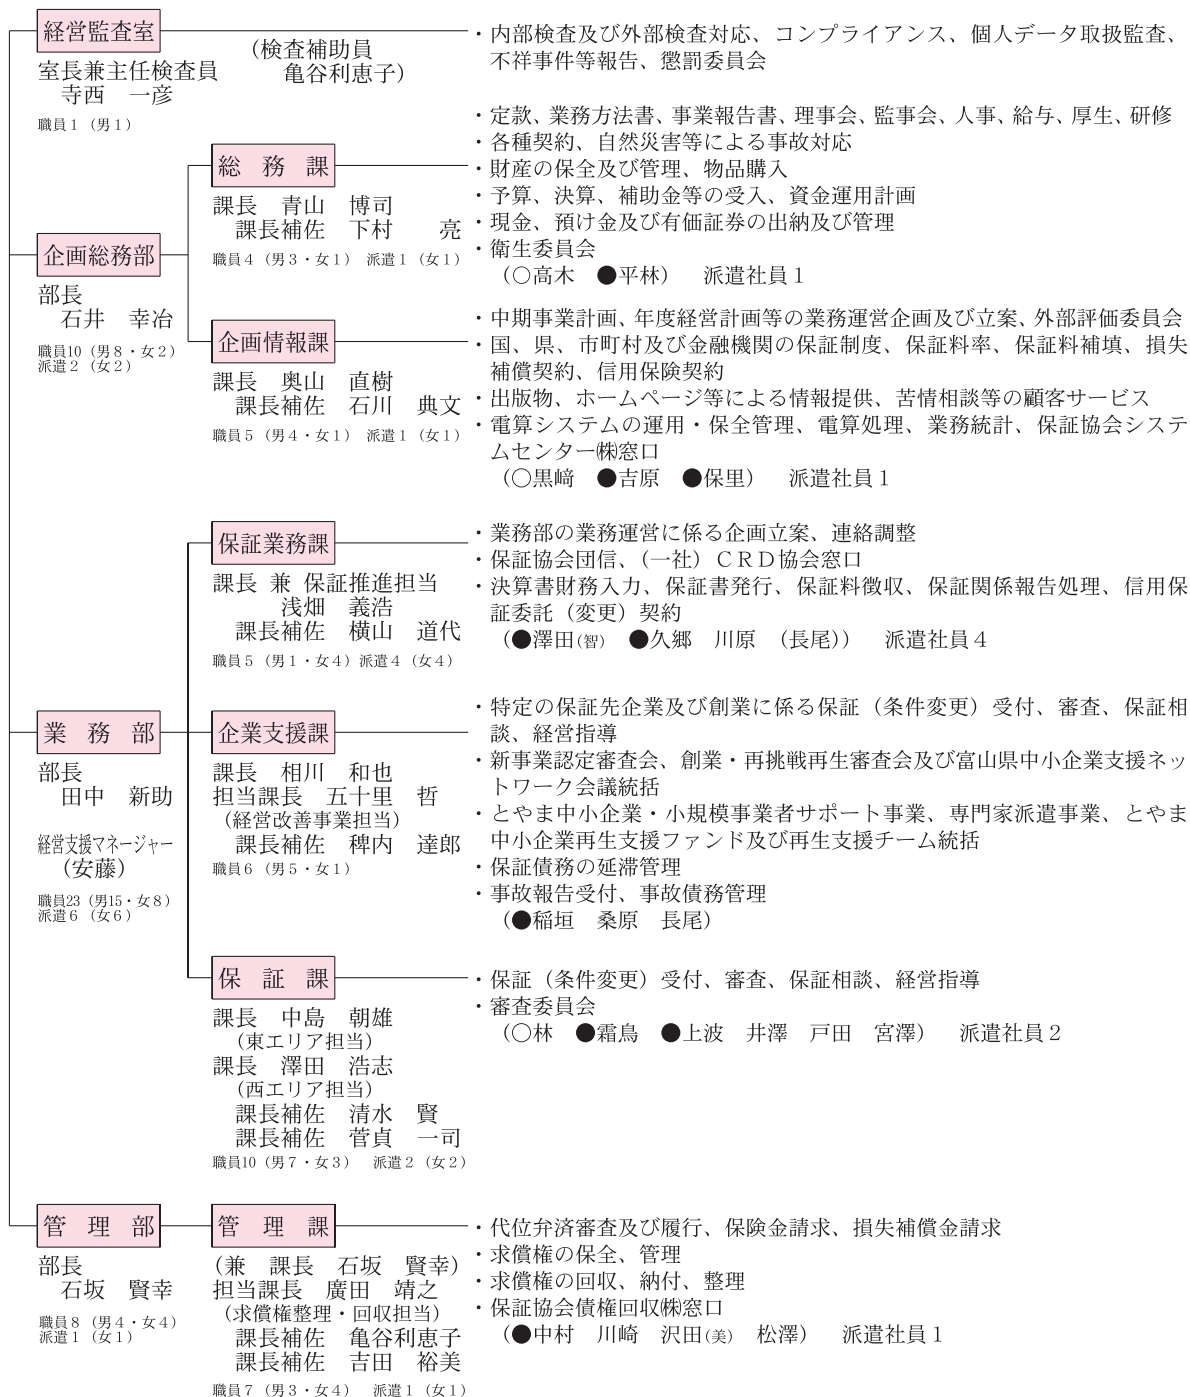 経営監査室
室長兼主任検査員
寺西　一彦
職員１（男１）
（検査補助員
亀谷利恵子）
・内部検査及び外部検査対応、コンプライアンス、個人データ取扱監査、
不祥事件等報告、懲罰委員会
企画総務部
部長
石井　幸治
職員10（男８・女２）
派遣２（女２）
総　務　課
課長　青山　博司
課長補佐　下村　　亮
職員４（男３・女１）　派遣１（女１）
・定款、業務方法書、事業報告書、理事会、監事会、人事、給与、厚生、研修
・各種契約、自然災害等による事故対応
・財産の保全及び管理、物品購入
・予算、決算、補助金等の受入、資金運用計画
・現金、預け金及び有価証券の出納及び管理
・衛生委員会
（○高木　●平林）　派遣社員１
企画情報課
課長　奥山　直樹
課長補佐　石川　典文
職員５（男４・女１）　派遣１（女１）
・中期事業計画、年度経営計画等の業務運営企画及び立案、外部評価委員会
・国、県、市町村及び金融機関の保証制度、保証料率、保証料補填、損失
補償契約、信用保険契約
・出版物、ホームページ等による情報提供、苦情相談等の顧客サービス
・電算システムの運用・保全管理、電算処理、業務統計、保証協会システ
ムセンター㈱窓口
（○黒﨑　●吉原　●保里）　派遣社員１
業　務　部
部長
田中　新助
経営支援マネージャー
（安藤）
職員23（男15・女８）
派遣６（女６）
保証業務課
課長 兼 保証推進担当
浅畑　義浩
課長補佐　横山　道代
職員５（男１・女４）派遣４（女４）
・業務部の業務運営に係る企画立案、連絡調整
・保証協会団信、（一社）ＣＲＤ協会窓口
・決算書財務入力、保証書発行、保証料徴収、保証関係報告処理、信用保
証委託（変更）契約
（●澤田(智)　●久郷　川原　（長尾））　派遣社員４
企業支援課
課長　相川　和也
担当課長　五十里　哲
（経営改善事業担当）
課長補佐　稗内　達郎
職員６（男５・女１）
・特定の保証先企業及び創業に係る保証（条件変更）受付、審査、保証相
談、経営指導
・新事業認定審査会、創業・再挑戦再生審査会及び富山県中小企業支援ネッ
トワーク会議統括
・とやま中小企業・小規模事業者サポート事業、専門家派遣事業、とやま
中小企業再生支援ファンド及び再生支援チーム統括
・保証債務の延滞管理
・事故報告受付、事故債務管理
（●稲垣　桑原　長尾）
保　証　課
課長　中島　朝雄
（東エリア担当）
課長　澤田　浩志
（西エリア担当）
課長補佐　清水　賢
課長補佐　菅貞　一司
職員10（男７・女３）　派遣２（女２）
・保証（条件変更）受付、審査、保証相談、経営指導
・審査委員会
（○林　●霜鳥　●上波　井澤　戸田　宮澤）　派遣社員２
管　理　部
部長
石坂　賢幸
職員８（男４・女４）
派遣１（女１）
管　理　課
（兼　課長　石坂　賢幸）
担当課長　廣田　靖之
（求償権整理・回収担当）
課長補佐　亀谷利恵子
課長補佐　吉田　裕美
職員７（男３・女４）　派遣１（女１）
・代位弁済審査及び履行、保険金請求、損失補償金請求
・求償権の保全、管理
・求償権の回収、納付、整理
・保証協会債権回収㈱窓口
（●中村　川崎　沢田(美)　松澤）　派遣社員１